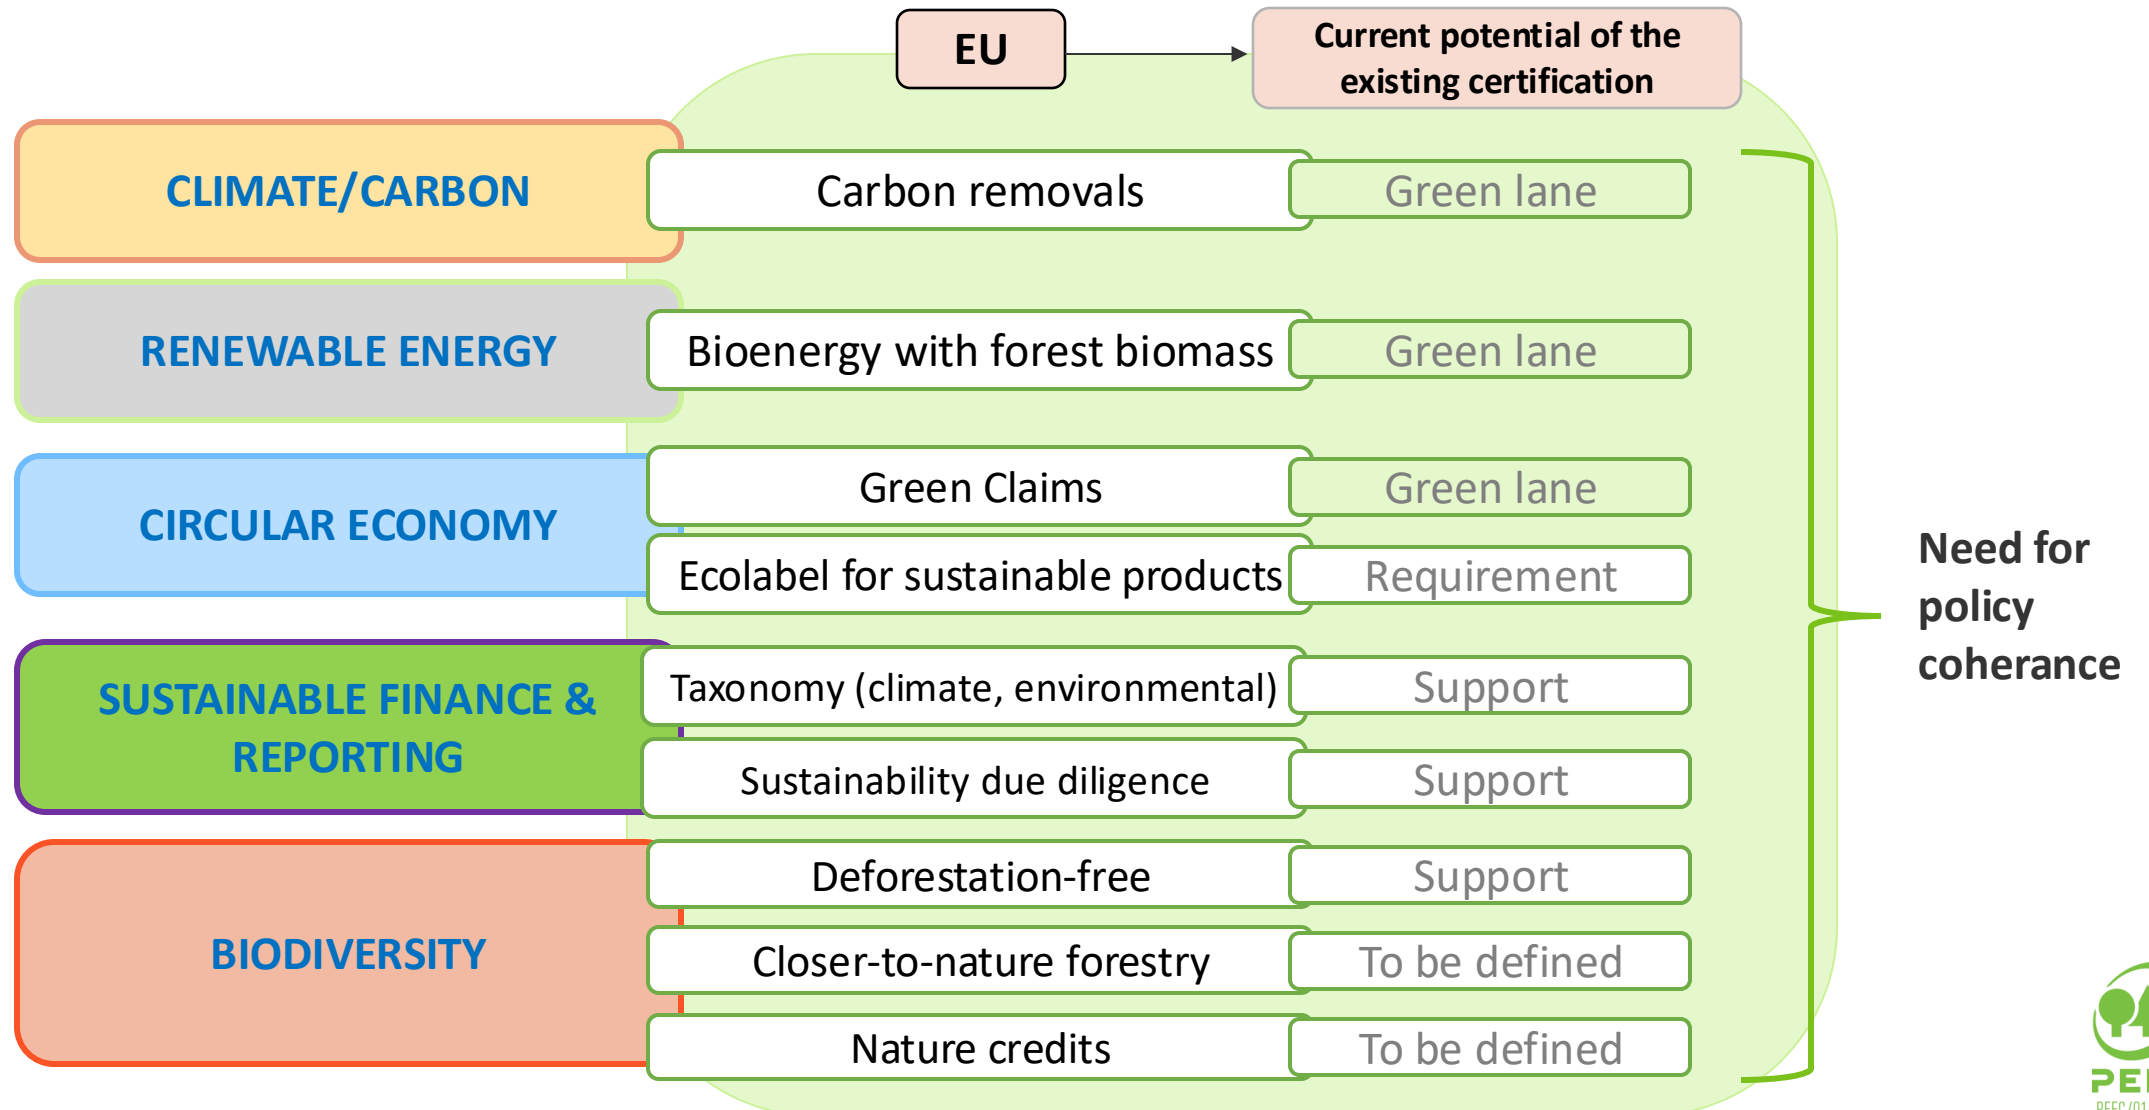 EU
Current potential of the
existing certification
CLIMATE/CARBON
Carbon removals
Green lane
RENEWABLE ENERGY
Bioenergy with forest biomass
Green lane
CIRCULAR ECONOMY
Green Claims
Green lane
Ecolabel for sustainable products
Requirement
SUSTAINABLE FINANCE &
REPORTING
Taxonomy (climate, environmental)
Support
Sustainability due diligence
Support
BIODIVERSITY
Deforestation-free
Support
Closer-to-nature forestry
To be defined
Nature credits
To be defined
Need for
policy
coherance